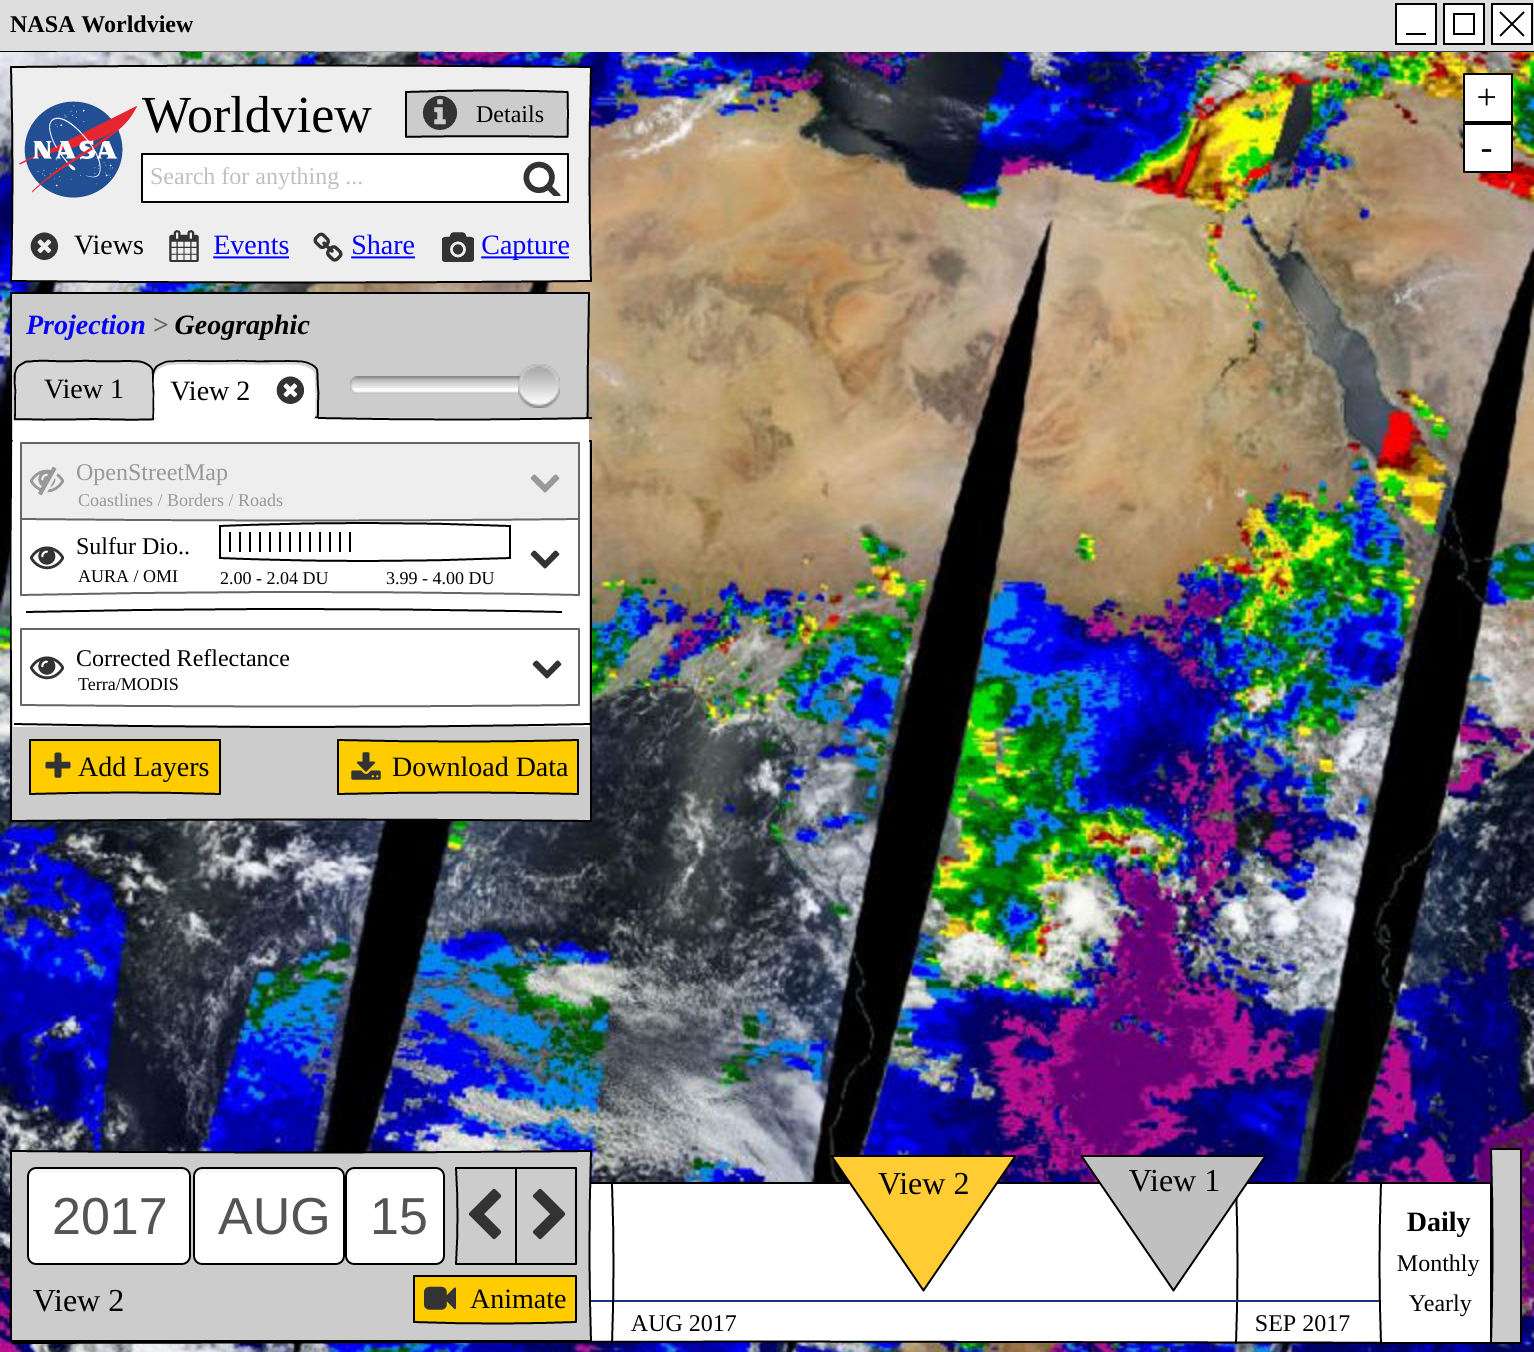 NASA Worldview
Worldview
Details
NASA
Search for anything ...
Views Events Share Capture
Projection > Geographic
View 1 View 2
OpenStreetMap
Coastlines / Borders / Roads
Sulfur Dio..
AURA / OMI 2.00 - 2.04 DU 3.99 - 4.00 DU
Corrected Reflectance
Terra/MODIS
Add Layers Download Data
2017 AUG 15
View 2 Animate
View 2 View 1
AUG 2017 SEP 2017
Daily
Monthly
Yearly
+
-